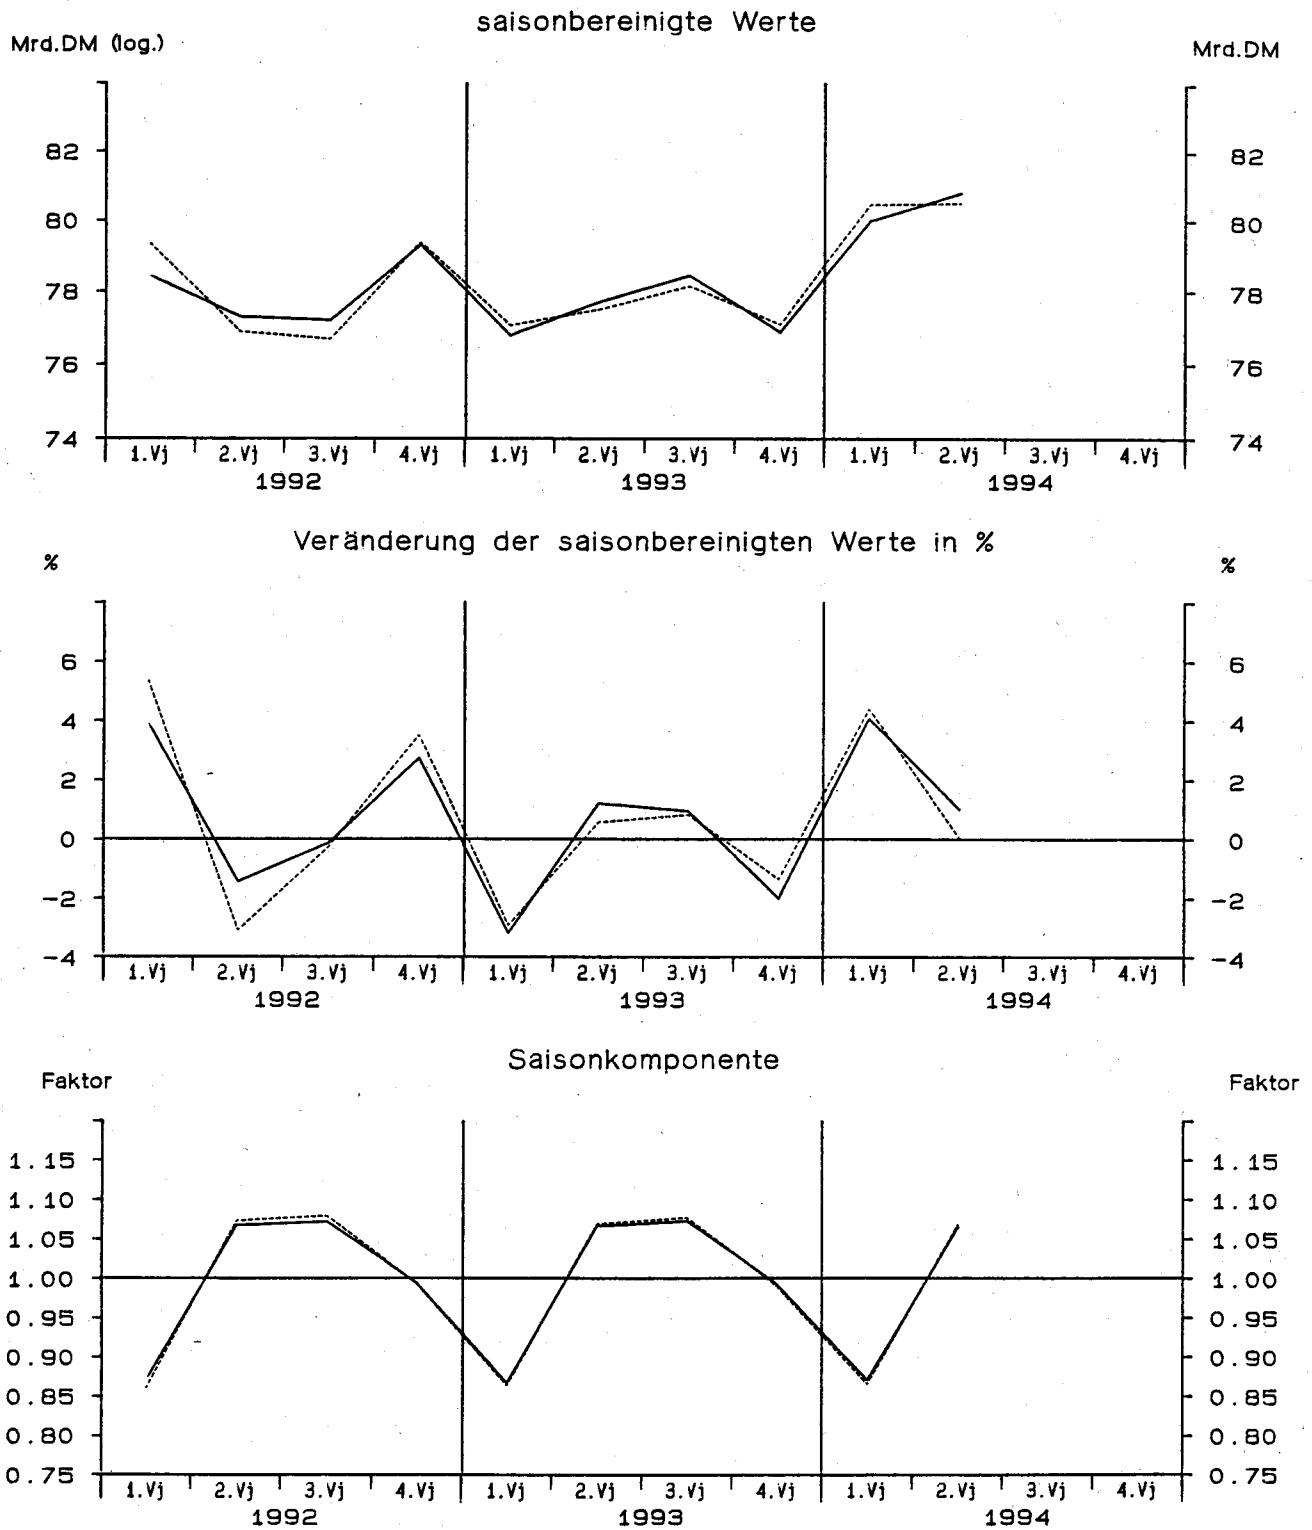 saisonbereinigte Werte
Mrd.DM (log.)
Mrd.DM
82 82
80 80
78 78
76 76
74 74
1.Vj 2.Vj 3.Vj 4.Vj 1.Vj 2.Vj 3.Vj 4.Vj 1.Vj 2.Vj 3.Vj 4.Vj
1992 1993 1994
Veränderung der saisonbereinigten Werte in %
% %
6 6
4 4
2 2
0 0
-2 -2
-4 -4
1.Vj 2.Vj 3.Vj 4.Vj 1.Vj 2.Vj 3.Vj 4.Vj 1.Vj 2.Vj 3.Vj 4.Vj
1992 1993 1994
Saisonkomponente
Faktor Faktor
1.15 1.15
1.10 1.10
1.05 1.05
1.00 1.00
0.95 0.95
0.90 0.90
0.85 0.85
0.80 0.80
0.75 0.75
1.Vj 2.Vj 3.Vj 4.Vj 1.Vj 2.Vj 3.Vj 4.Vj 1.Vj 2.Vj 3.Vj 4.Vj
1992 1993 1994